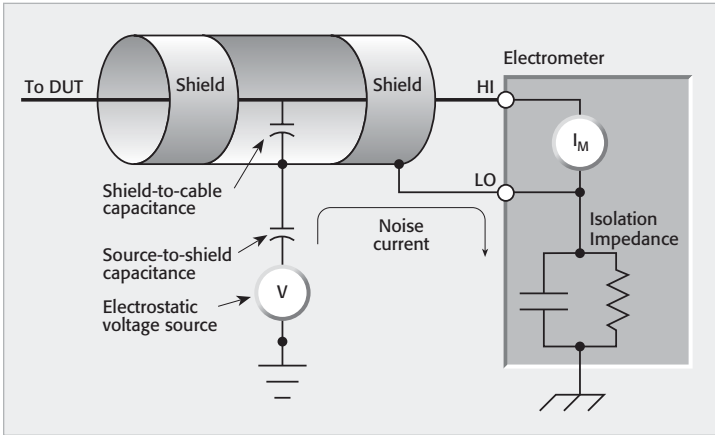 Electrometer
To DUT
Shield
Shield
HI
I_M
LO
Shield-to-cable
capacitance
Noise
current
Isolation
Impedance
Source-to-shield
capacitance
V
Electrostatic
voltage source